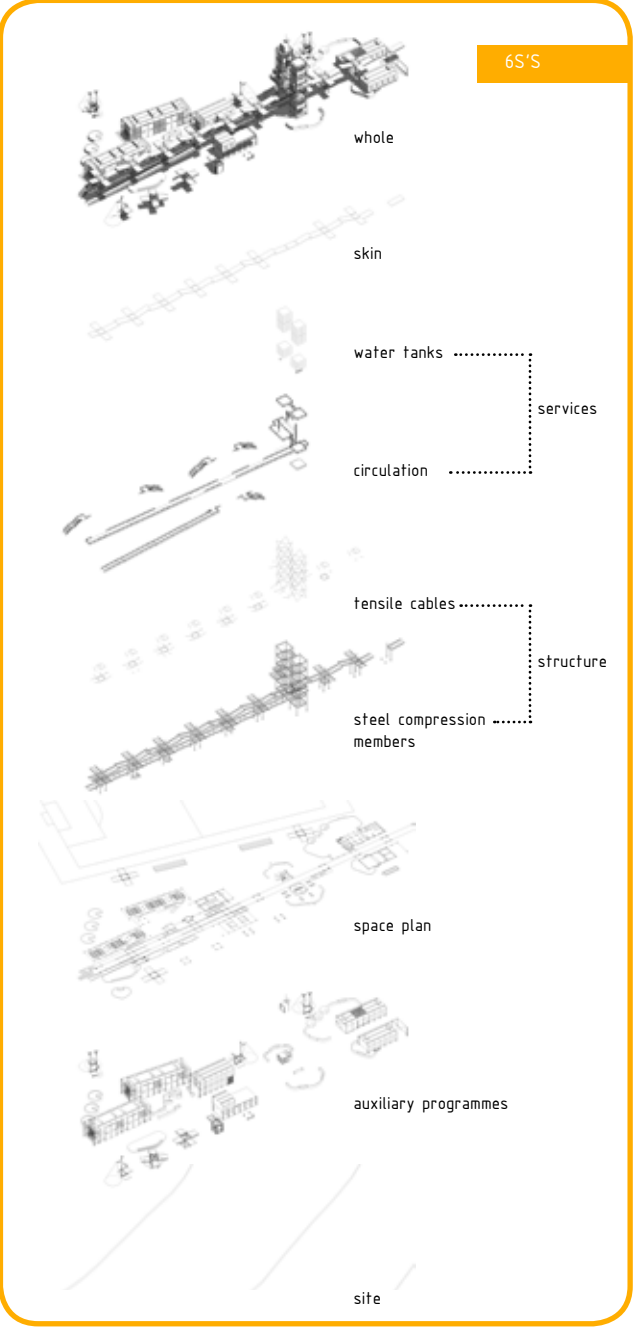 6S'S
whole
skin
water tanks
services
circulation
tensile cables
structure
steel compression
members
space plan
auxiliary programmes
site